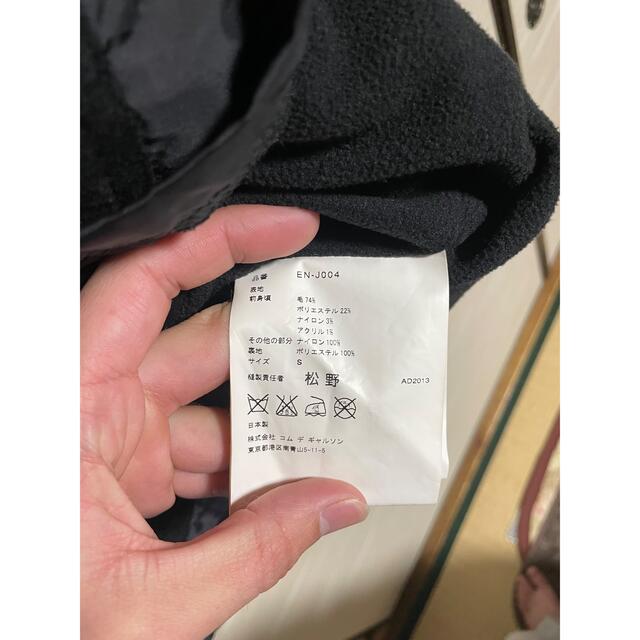 品番 EN-J004
表地
前身頃 毛 74%
ポリエステル 22%
ナイロン 3%
アクリル 1%
その他の部分 ナイロン 100%
裏地 ポリエステル 100%
サイズ S
縫製責任者 松野 AD2013
日本製
株式会社 コム デ ギャルソン
東京都港区南青山5-11-5